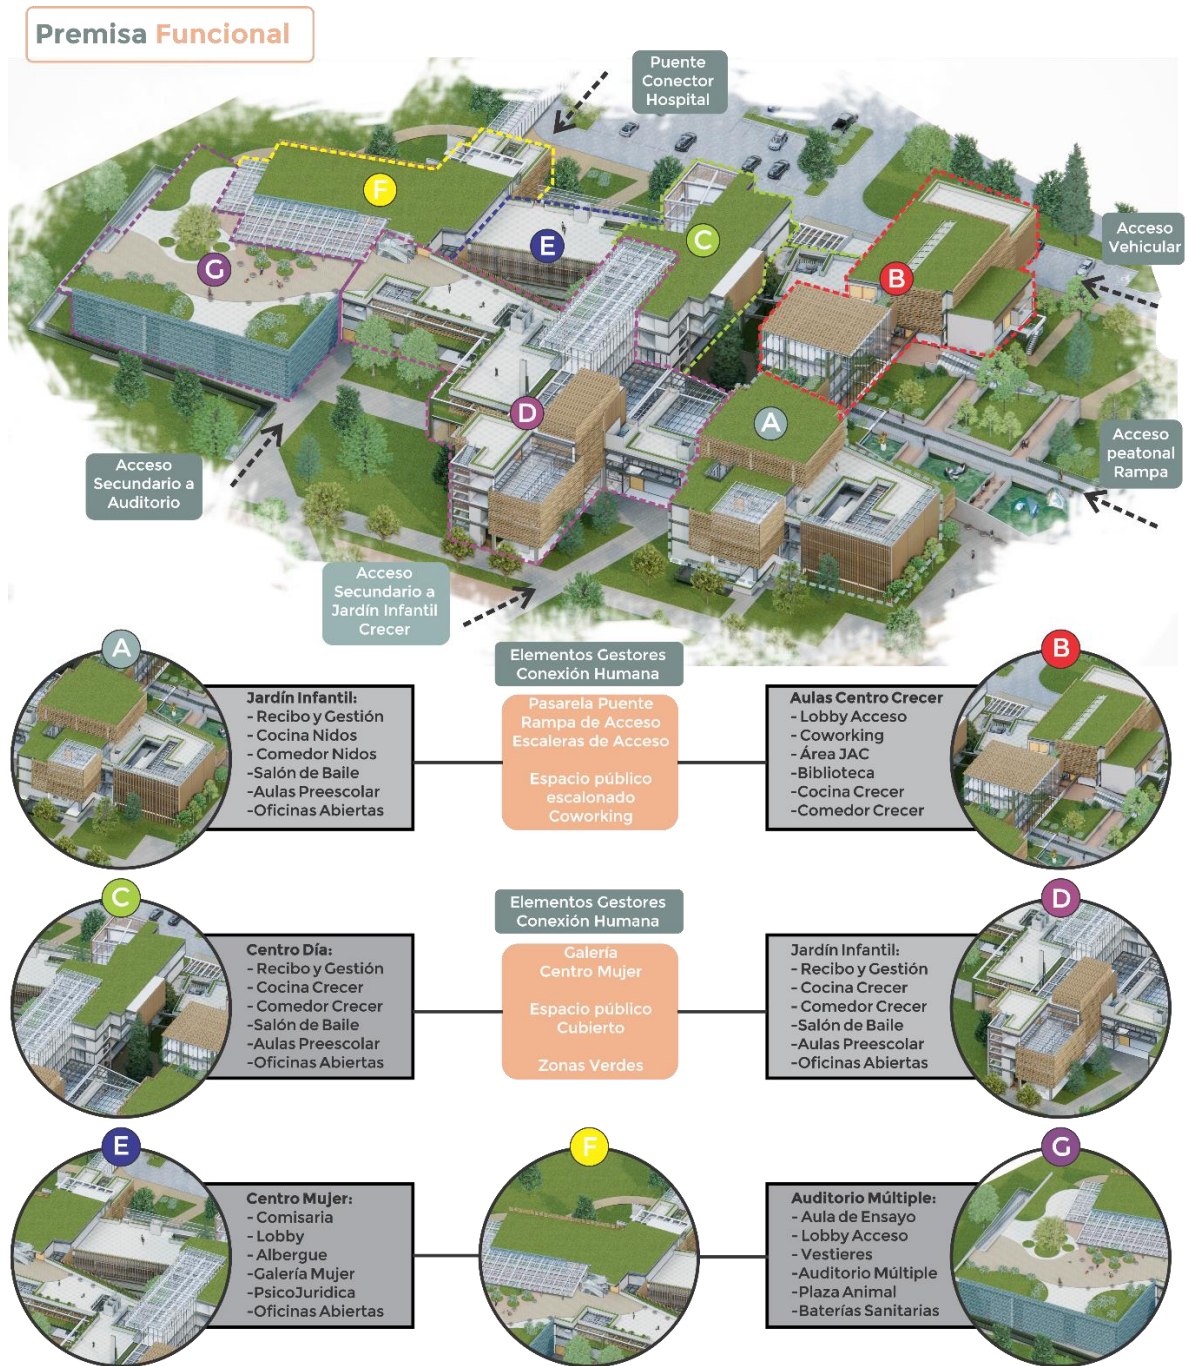 Premisa Funcional
Puente
Conector
Hospital
F
E
C
G
B
Acceso
Vehicular
D
A
Acceso
Secundario a
Auditorio
Acceso
peatonal
Rampa
Acceso
Secundario a
Jardín Infantil
Crecer
A
Jardín Infantil:
- Recibo y Gestión
- Cocina Nidos
- Comedor Nidos
-Salón de Baile
-Aulas Preescolar
-Oficinas Abiertas
Elementos Gestores
Conexión Humana
Pasarela Puente
Rampa de Acceso
Escaleras de Acceso
Espacio público
escalonado
Coworking
B
Aulas Centro Crecer
- Lobby Acceso
- Coworking
- Área JAC
-Biblioteca
-Cocina Crecer
-Comedor Crecer
C
Centro Día:
- Recibo y Gestión
- Cocina Crecer
- Comedor Crecer
-Salón de Baile
-Aulas Preescolar
-Oficinas Abiertas
Elementos Gestores
Conexión Humana
Galería
Centro Mujer
Espacio público
Cubierto
Zonas Verdes
D
Jardín Infantil:
- Recibo y Gestión
- Cocina Crecer
- Comedor Crecer
-Salón de Baile
-Aulas Preescolar
-Oficinas Abiertas
E
Centro Mujer:
- Comisaria
- Lobby
- Albergue
-Galería Mujer
-PsicoJuridica
-Oficinas Abiertas
F
Auditorio Múltiple:
- Aula de Ensayo
- Lobby Acceso
- Vestieres
-Auditorio Múltiple
-Plaza Animal
-Baterías Sanitarias
G